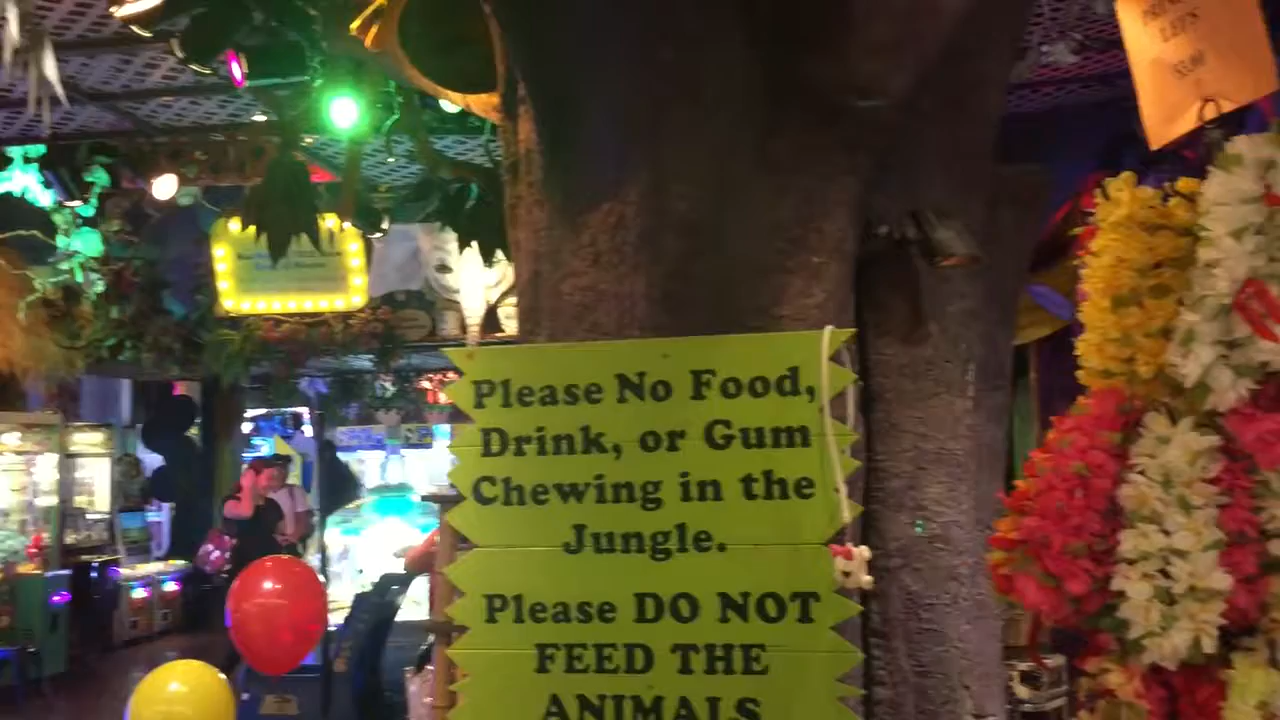 Please No Food,
Drink, or Gum
Chewing in the
Jungle.
Please DO NOT
FEED THE
ANIMALS